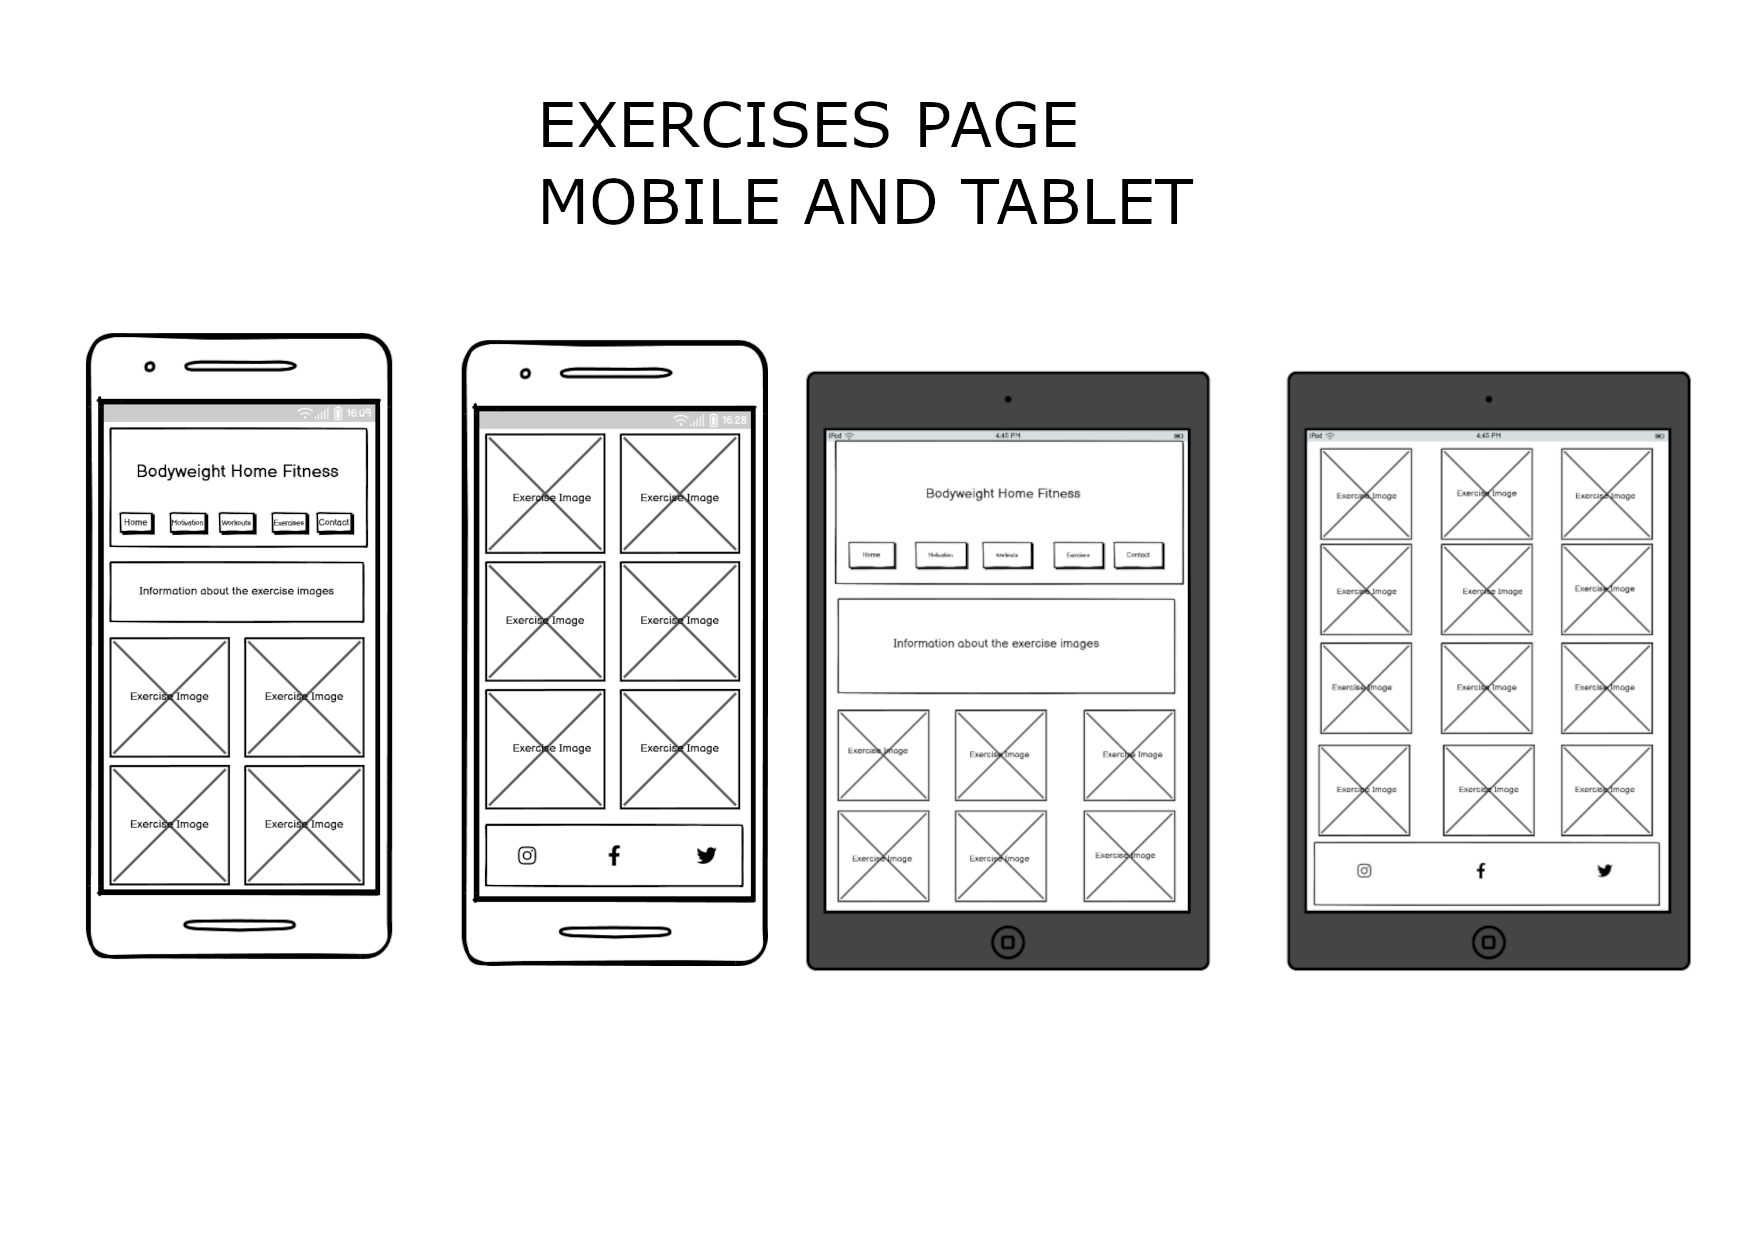 EXERCISES PAGE
MOBILE AND TABLET
16:09
Bodyweight Home Fitness
Home Motivation Workouts Exercises Contact
Information about the exercise images
Exercise Image Exercise Image
Exercise Image Exercise Image
16:28
Exercise Image Exercise Image
Exercise Image Exercise Image
Exercise Image Exercise Image
iPod 4:45 PM
Bodyweight Home Fitness
Home Motivation Workouts Exercises Contact
Information about the exercise images
Exercise Image Exercise Image Exercise Image
Exercise Image Exercise Image Exercise Image
iPod 4:45 PM
Exercise Image Exercise Image Exercise Image
Exercise Image Exercise Image Exercise Image
Exercise Image Exercise Image Exercise Image
Exercise Image Exercise Image Exercise Image